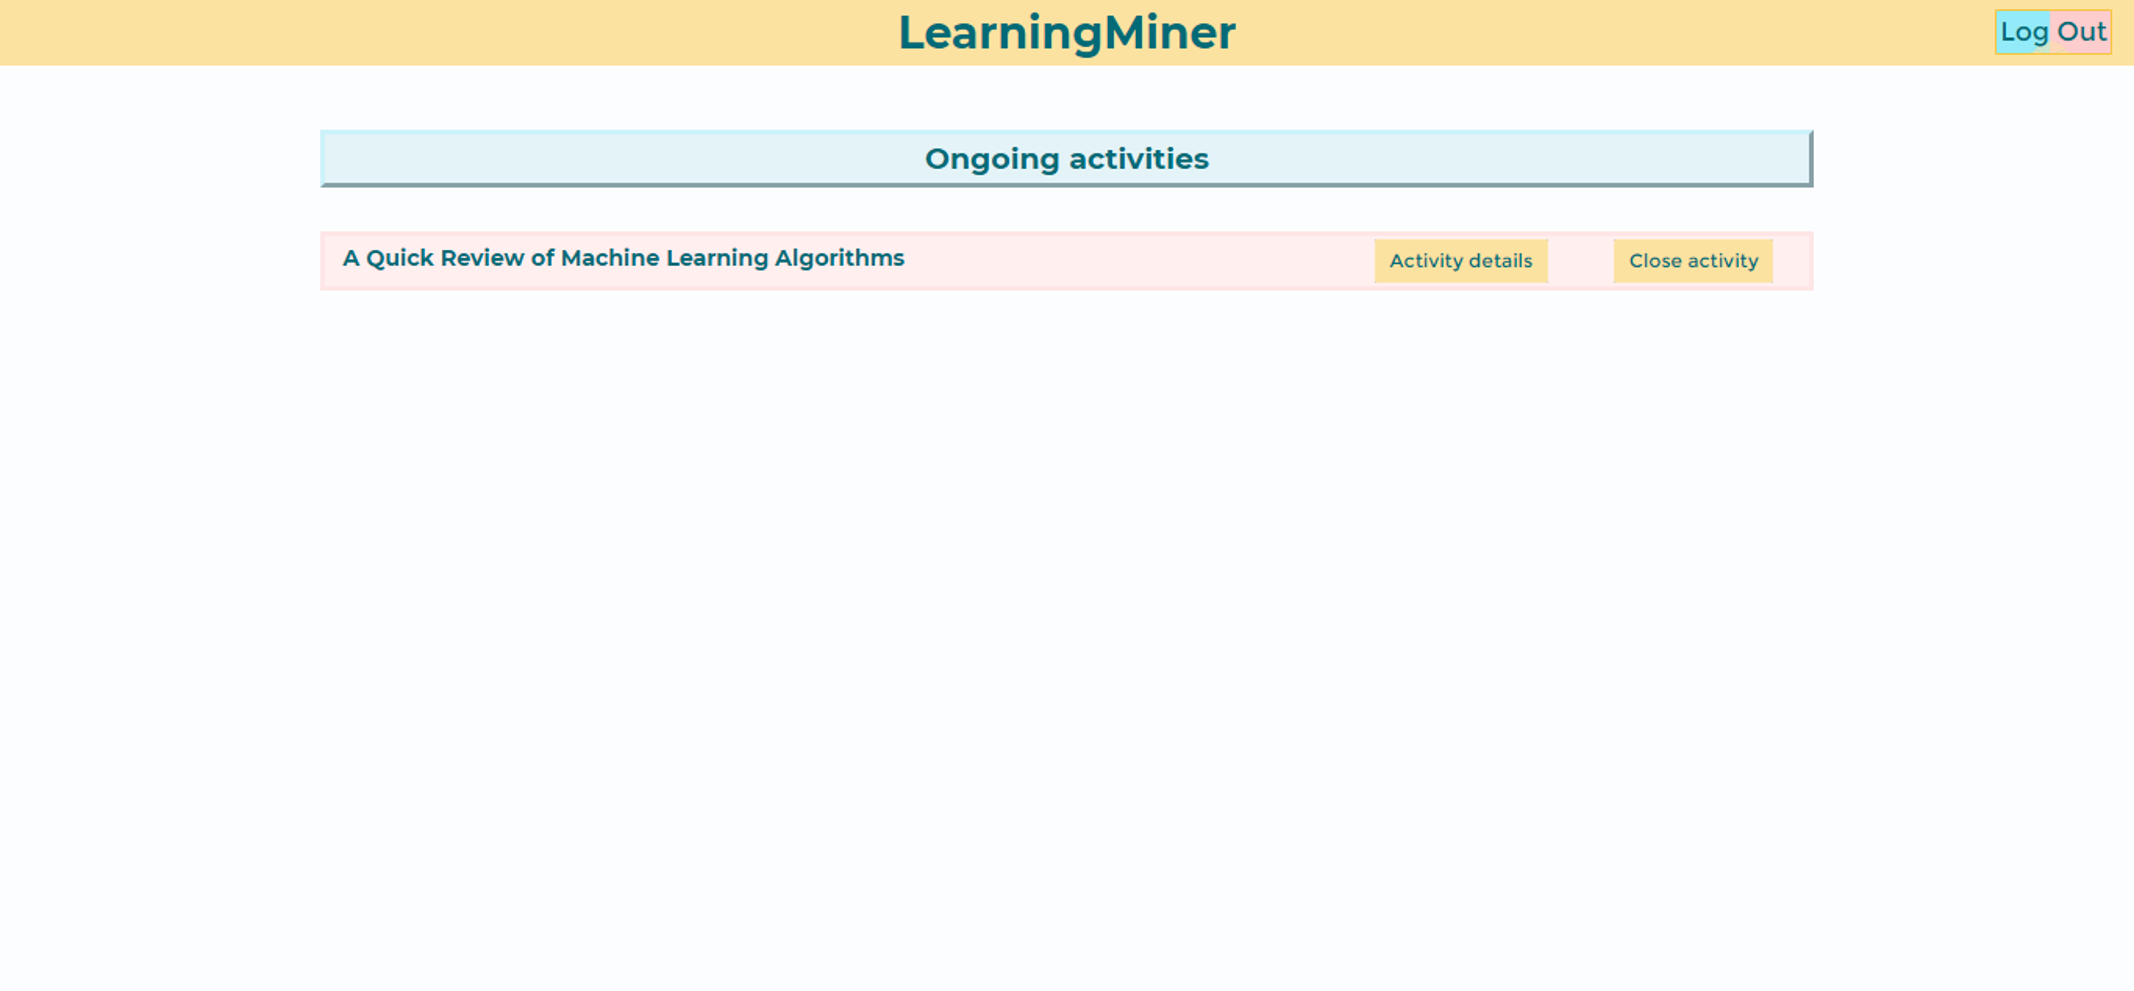 LearningMiner
Log Out
Ongoing activities
A Quick Review of Machine Learning Algorithms
Activity details
Close activity